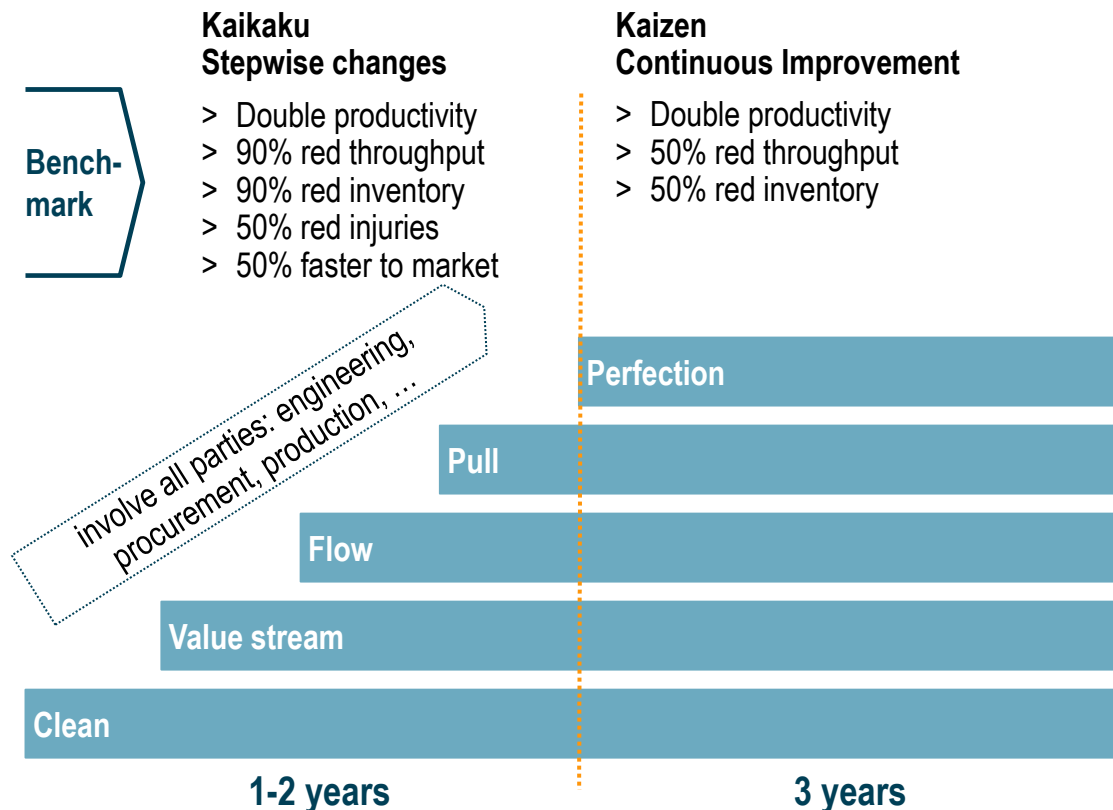 Kaikaku
Stepwise changes
Kaizen
Continuous Improvement
Bench-
mark
> Double productivity
> 90% red throughput
> 90% red inventory
> 50% red injuries
> 50% faster to market
> Double productivity
> 50% red throughput
> 50% red inventory
involve all parties: engineering,
procurement, production, …
Perfection
Pull
Flow
Value stream
Clean
1-2 years
3 years